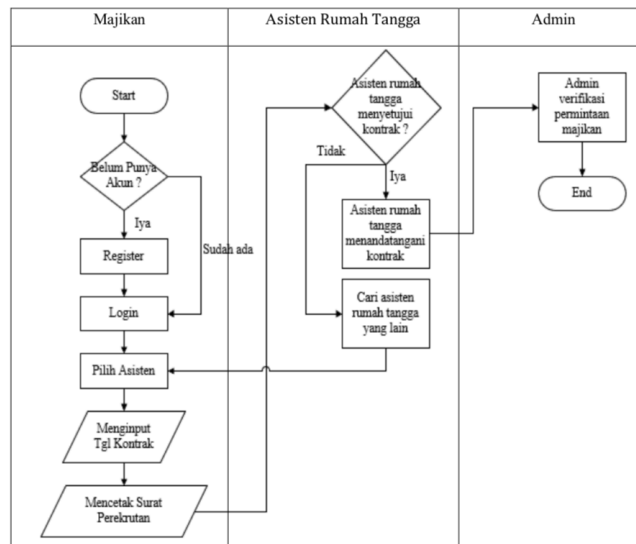 Majikan
Asisten Rumah Tangga
Admin
Start
Belum Punya
Akun ?
Iya
Sudah ada
Register
Login
Pilih Asisten
Menginput
Tgl Kontrak
Mencetak Surat
Perekrutan
Asisten rumah
tangga
menyetujui
kontrak ?
Tidak
Iya
Asisten rumah
tangga
menandatangani
kontrak
Cari asisten
rumah tangga
yang lain
Admin
verifikasi
permintaan
majikan
End